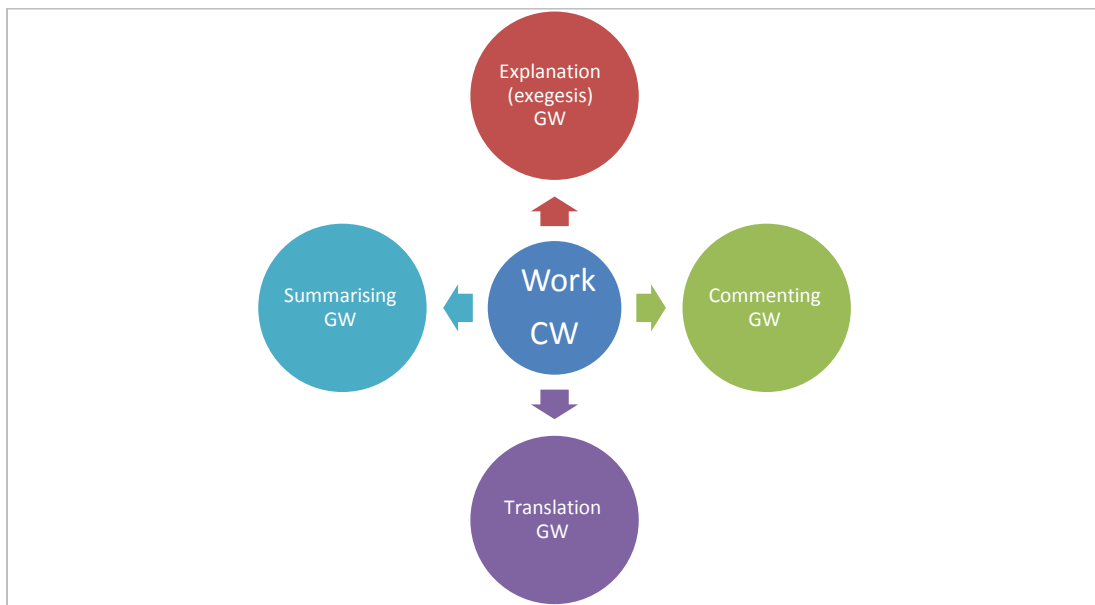 Explanation
(exegesis)
GW
Summarising
GW
Work
CW
Commenting
GW
Translation
GW